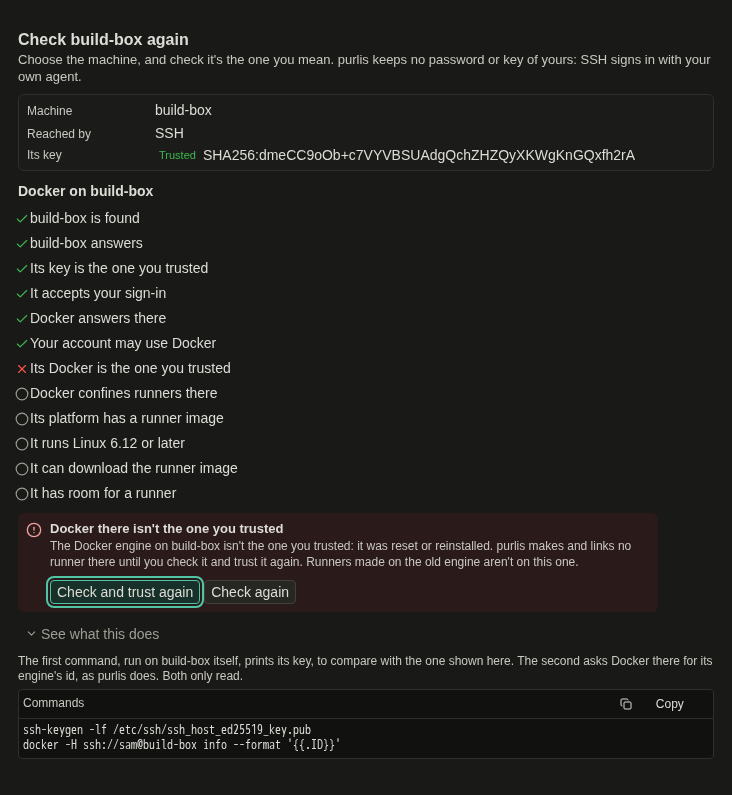 Check build-box again
Choose the machine, and check it's the one you mean. purlis keeps no password or key of yours: SSH signs in with your
own agent.
Machine build-box
Reached by SSH
Its key Trusted SHA256:dmeCC9oOb+c7VYVBSUAdgQchZHZQyXKWgKnGQxfh2rA
Docker on build-box
build-box is found
build-box answers
Its key is the one you trusted
It accepts your sign-in
Docker answers there
Your account may use Docker
Its Docker is the one you trusted
Docker confines runners there
Its platform has a runner image
It runs Linux 6.12 or later
It can download the runner image
It has room for a runner
Docker there isn't the one you trusted
The Docker engine on build-box isn't the one you trusted: it was reset or reinstalled. purlis makes and links no
runner there until you check it and trust it again. Runners made on the old engine aren't on this one.
Check and trust again Check again
See what this does
The first command, run on build-box itself, prints its key, to compare with the one shown here. The second asks Docker there for its
engine's id, as purlis does. Both only read.
Commands Copy
ssh-keygen -lf /etc/ssh/ssh_host_ed25519_key.pub
docker -H ssh://sam@build-box info --format '{{.ID}}'